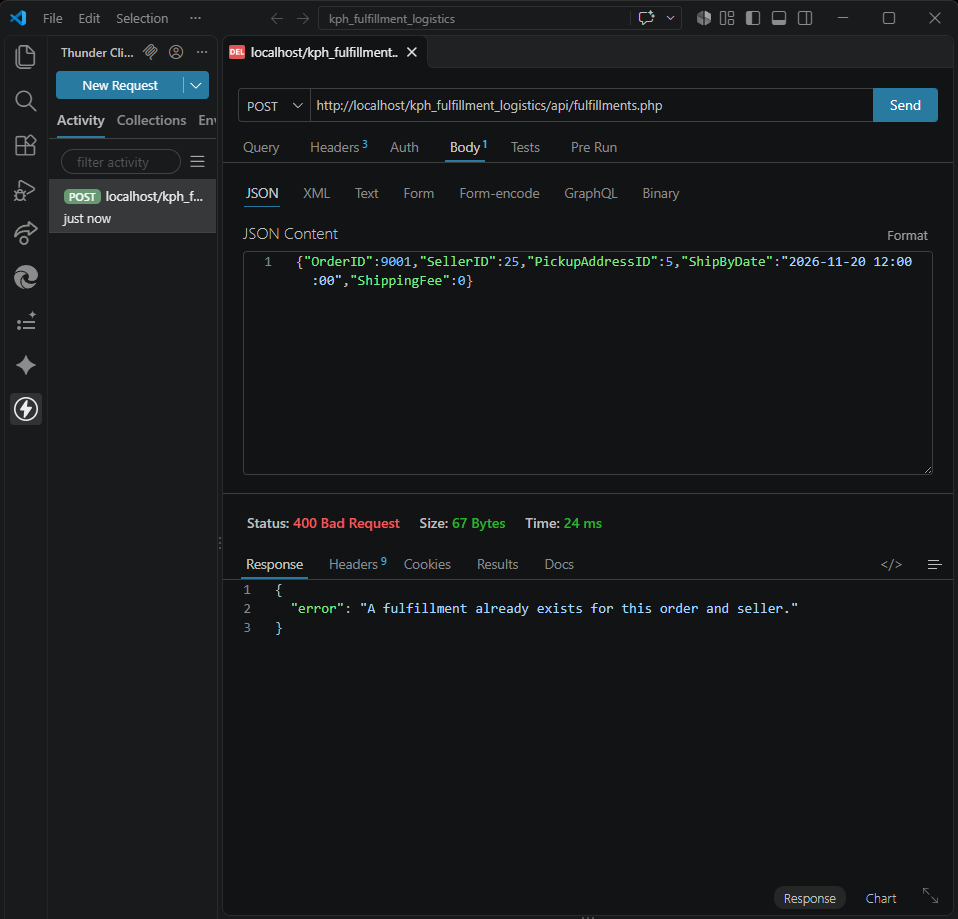 File Edit Selection ··· kph_fulfillment_logistics
Thunder Cli... ···
DEL localhost/kph_fulfillment..
New Request
POST http://localhost/kph_fulfillment_logistics/api/fulfillments.php Send
Activity Collections En
Query Headers 3 Auth Body 1 Tests Pre Run
filter activity
POST localhost/kph_f...
just now
JSON XML Text Form Form-encode GraphQL Binary
JSON Content
Format
1 {"OrderID":9001,"SellerID":25,"PickupAddressID":5,"ShipByDate":"2026-11-20 12:00
:00","ShippingFee":0}
Status: 400 Bad Request Size: 67 Bytes Time: 24 ms
Response Headers 9 Cookies Results Docs </>
1 {
2 "error": "A fulfillment already exists for this order and seller."
3 }
Response Chart